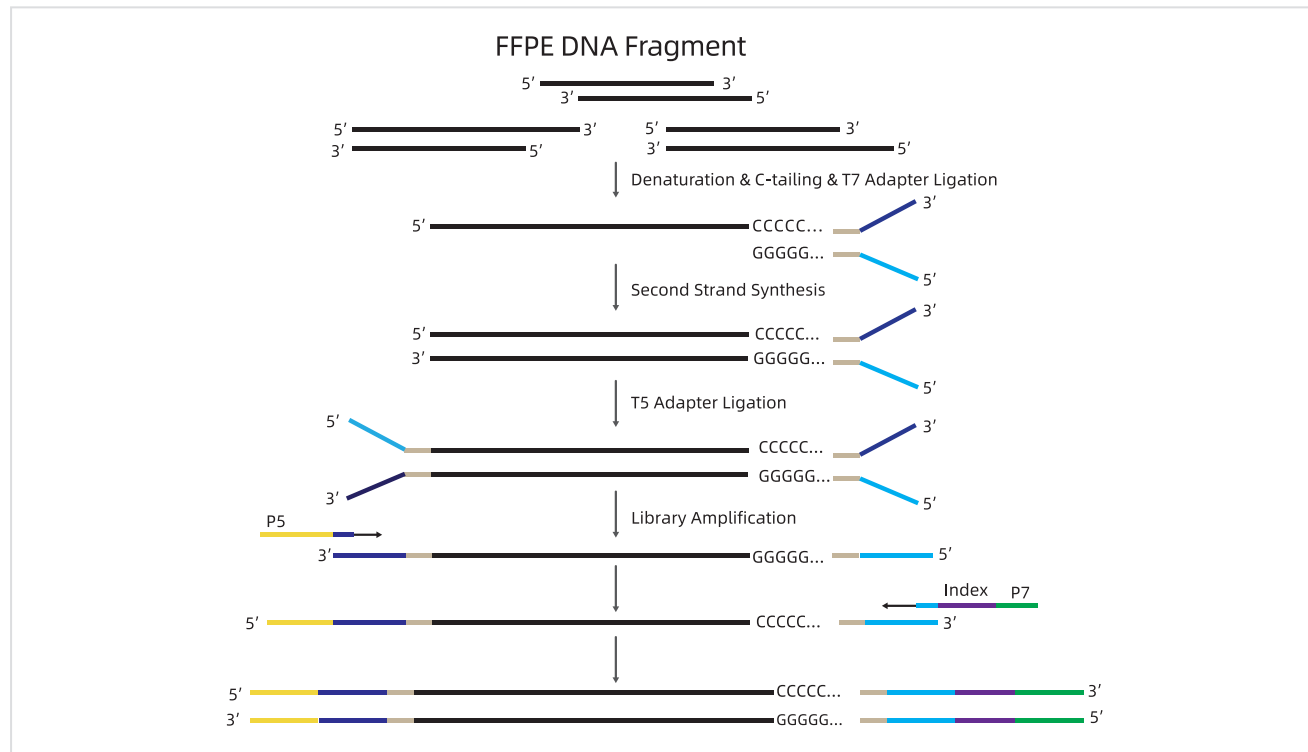 FFPE DNA Fragment
5′ 3′
3′ 5′
5′ 3′ 5′ 3′
3′ 5′ 3′ 5′
Denaturation & C-tailing & T7 Adapter Ligation
3′
5′ CCCCC...
GGGGG...
5′
Second Strand Synthesis
3′
5′ CCCCC...
3′ GGGGG...
5′
T5 Adapter Ligation
5′ 3′
CCCCC...
GGGGG...
3′ 5′
Library Amplification
P5
3′ GGGGG... 5′
Index P7
5′ CCCCC... 3′
5′ CCCCC... 3′
3′ GGGGG... 5′